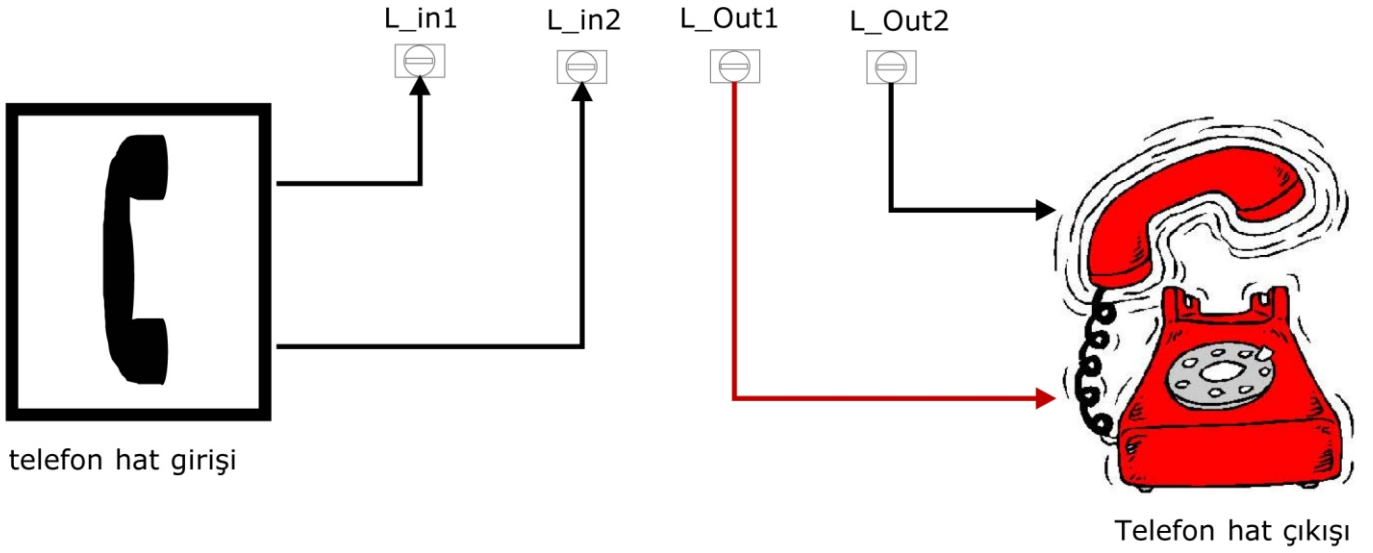 L_in1
L_in2
L_Out1
L_Out2
telefon hat girişi
Telefon hat çıkışı